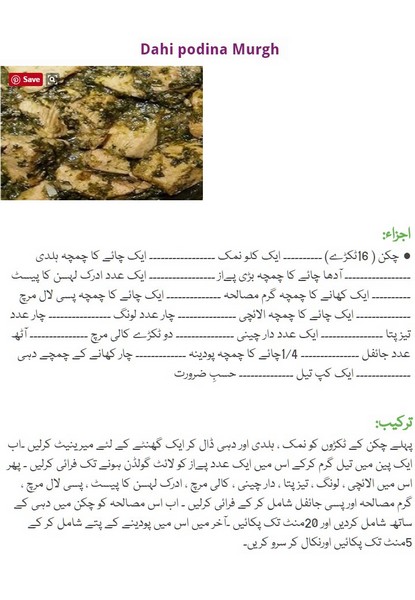 Dahi podina Murgh
Save
اجزاء:
● چکن ( 16ٹکڑے) ---------- ایک کلو نمک ----------------- ایک چائے کا چمچہ ہلدی
----------------- آدھا چائے کا چمچہ بڑی پےاز ----------------- ایک عدد ادرک لہسن کا پیسٹ
---------- ایک کھانے کا چمچہ گرم مصالحہ -------------- ایک چائے کا چمچہ پسی لال مرچ
-------------- ایک چائے کا چمچہ الائچی --------------- چار عدد لونگ ---------------- چار عدد
تیز پتا ---------------- ایک عدد دار چینی --------------- دو ٹکڑے کالی مرچ --------------- آٹھ
عدد جائفل --------------- 1/4چائے کا چمچہ پودینہ ------------- چار کھانے کے چمچے دہی
-------------- ایک کپ تیل -------------- حسبِ ضرورت
ترکیب:
پہلے چکن کے ٹکڑوں کو نمک ، ہلدی اور دہی ڈال کر ایک گھنٹے کے لئے میرینیٹ کرلیں ۔اب
ایک پین میں تیل گرم کرکے اس میں ایک عدد پےاز کو لائٹ گولڈن ہونے تک فرائی کرلیں ۔ پھر
اس میں الائچی ، لونگ ، تیز پتا ، دار چینی ، کالی مرچ ، ادرک لہسن کا پیسٹ ، پسی لال مرچ ،
گرم مصالحہ اور پسی جائفل شامل کر کے فرائی کرلیں ۔ اب اس مصالحہ کو چکن میں دہی کے
ساتھ شامل کردیں اور 20منٹ تک پکائیں ۔آخر میں اس میں پودینے کے پتے شامل کر کے
5منٹ تک پکائیں اورنکال کر سرو کریں۔